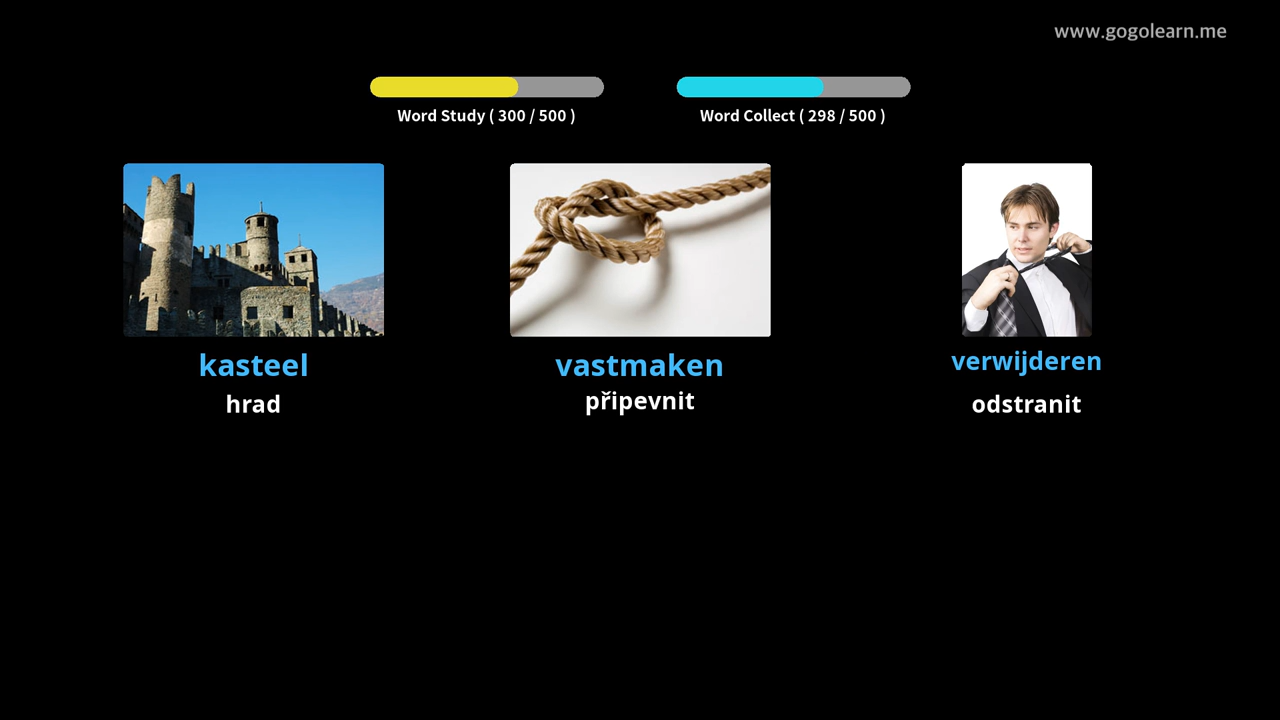 www.gogolearn.me
Word Study ( 300 / 500 )
Word Collect ( 298 / 500 )
kasteel
vastmaken
verwijderen
hrad
připevnit
odstranit